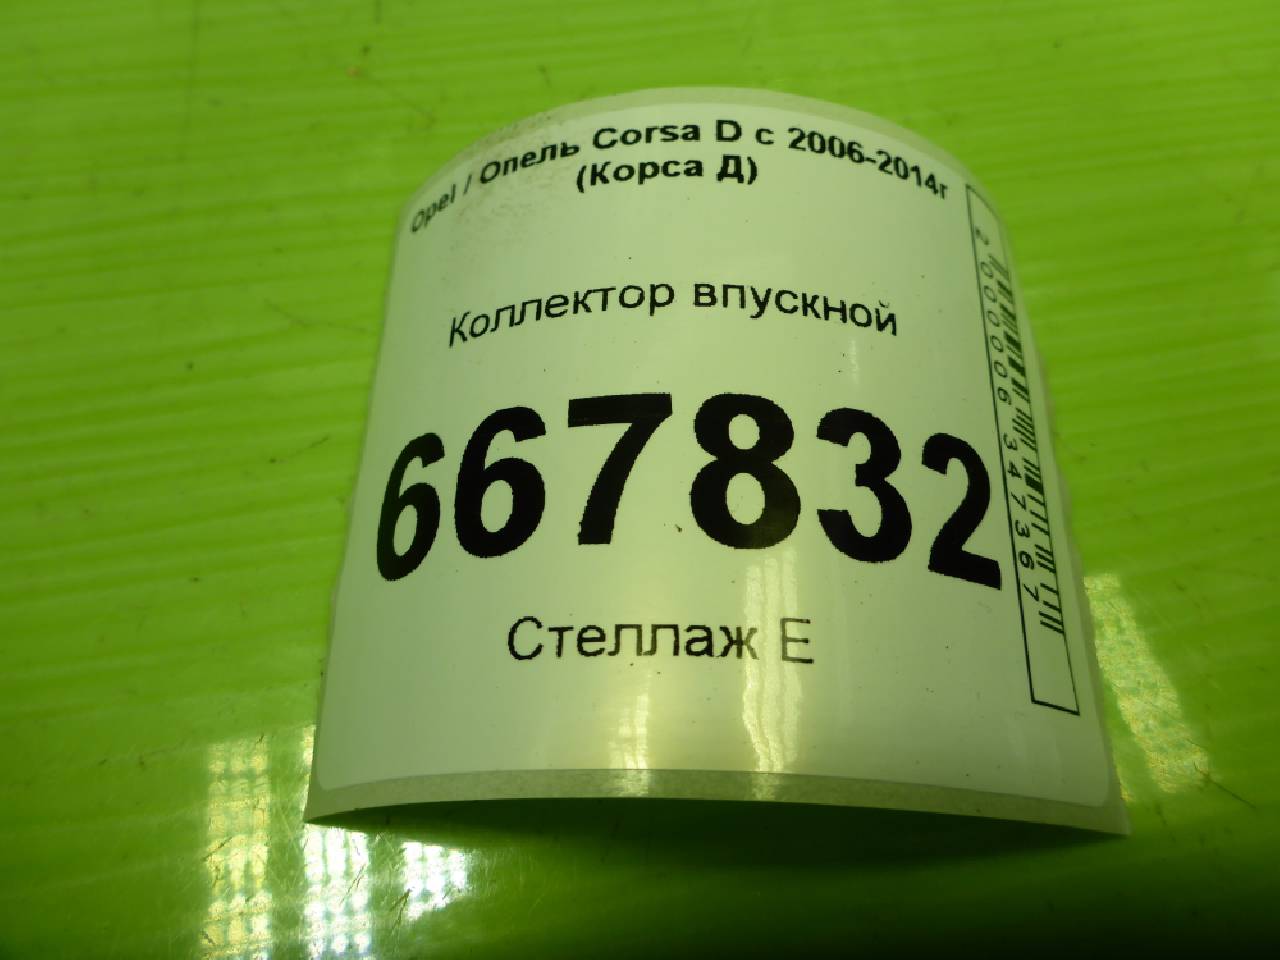 Opel / Опель Corsa D с 2006-2014г
(Корса Д)
Коллектор впускной
667832
Стеллаж Е
2000006347367